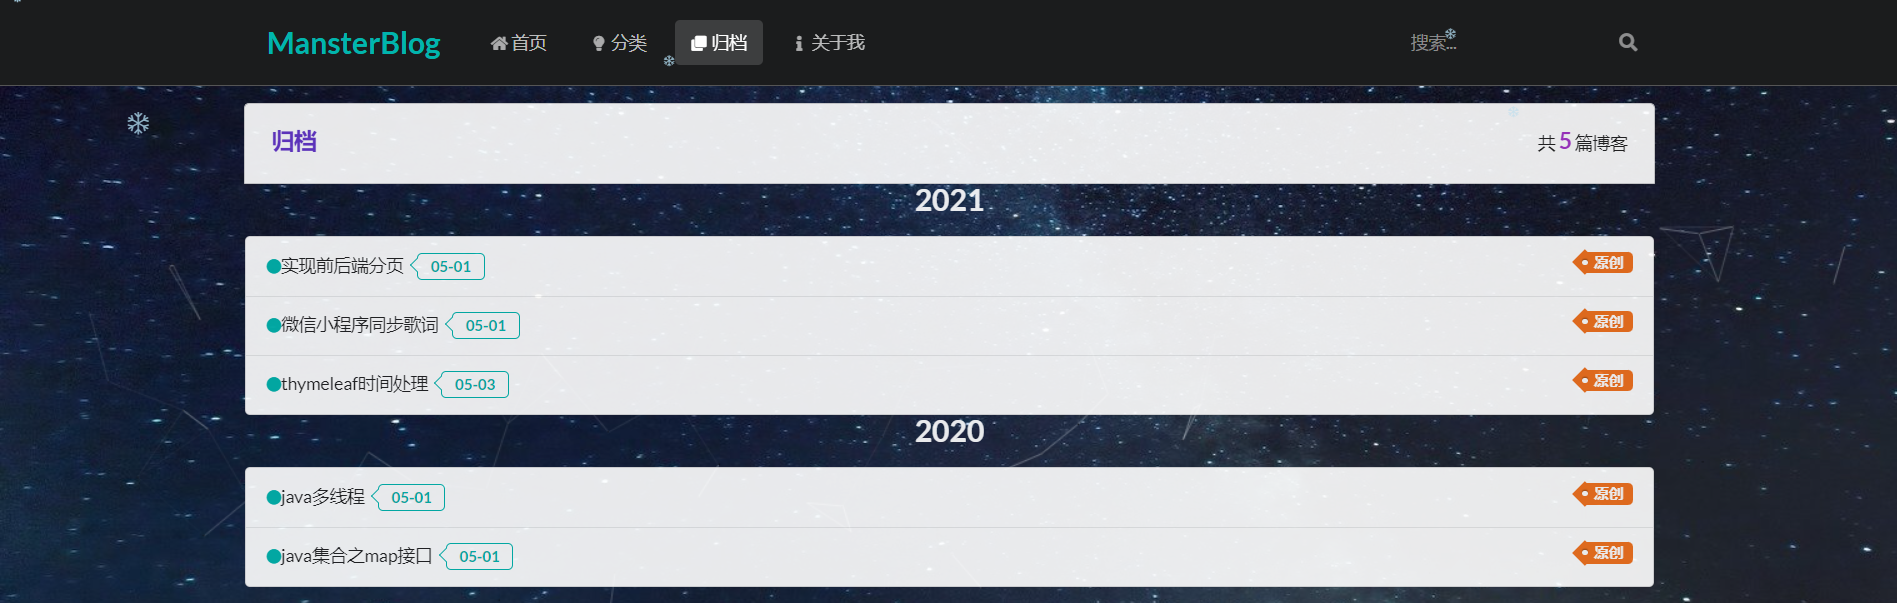 MansterBlog 首页 分类 归档 关于我 搜索...
归档 共 5 篇博客
2021
实现前后端分页 05-01 原创
微信小程序同步歌词 05-01 原创
thymeleaf时间处理 05-03 原创
2020
java多线程 05-01 原创
java集合之map接口 05-01 原创